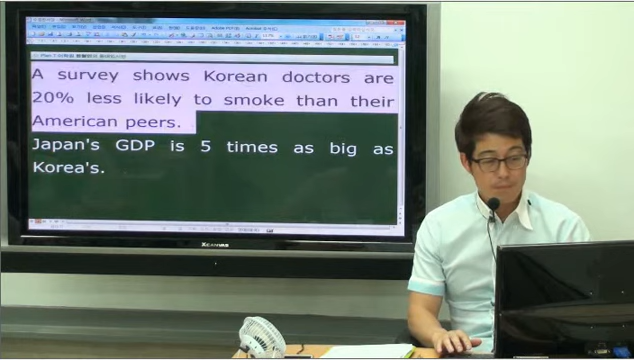 A survey shows Korean doctors are
20% less likely to smoke than their
American peers.
Japan's GDP is 5 times as big as
Korea's.
XCANVAS